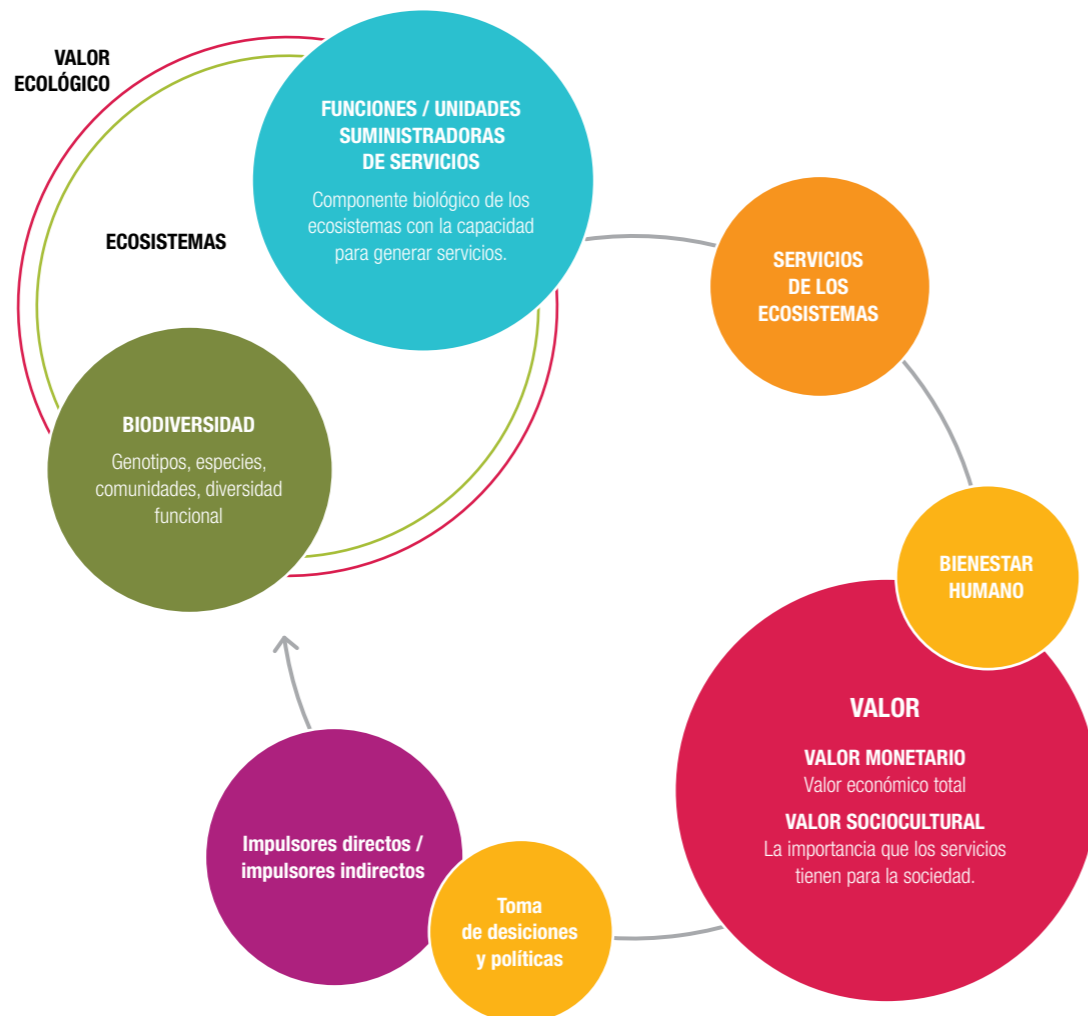 VALOR
ECOLÓGICO
FUNCIONES / UNIDADES
SUMINISTRADORAS
DE SERVICIOS
Componente biológico de los
ecosistemas con la capacidad
para generar servicios.
ECOSISTEMAS
SERVICIOS
DE LOS
ECOSISTEMAS
BIODIVERSIDAD
Genotipos, especies,
comunidades, diversidad
funcional
BIENESTAR
HUMANO
VALOR
VALOR MONETARIO
Valor económico total
VALOR SOCIOCULTURAL
La importancia que los servicios
tienen para la sociedad.
Impulsores directos /
impulsores indirectos
Toma
de desiciones
y políticas